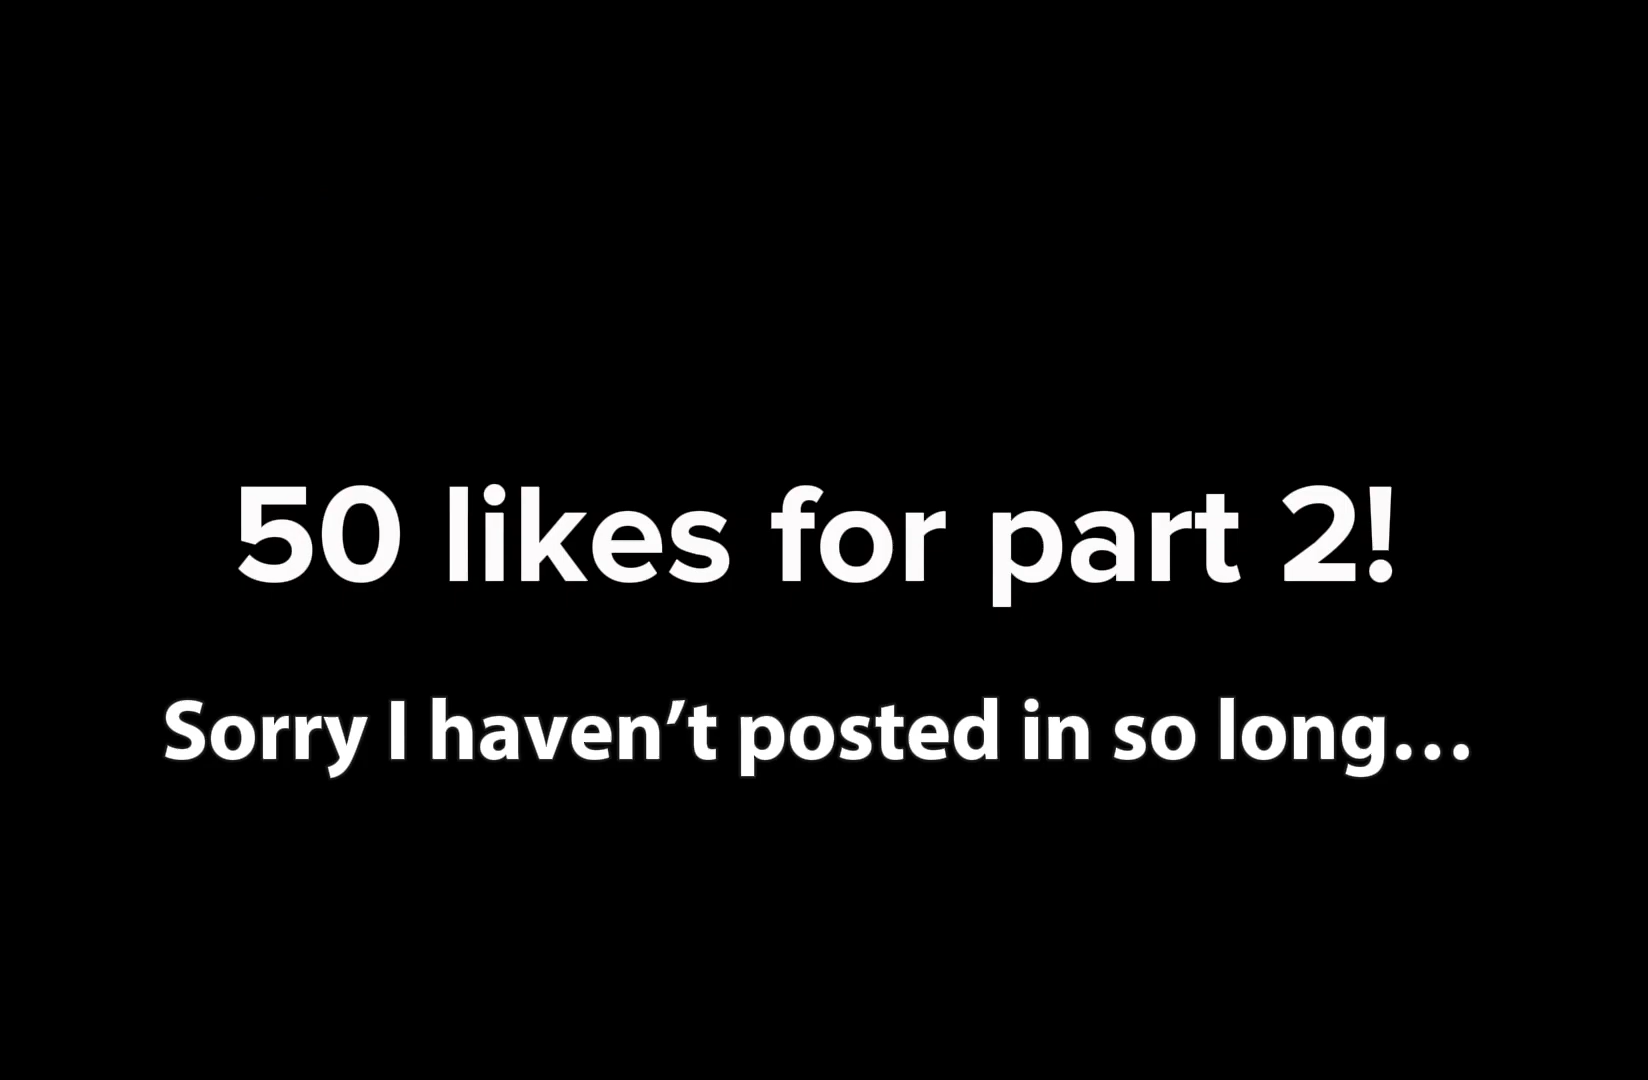 50 likes for part 2!
Sorry I haven’t posted in so long…